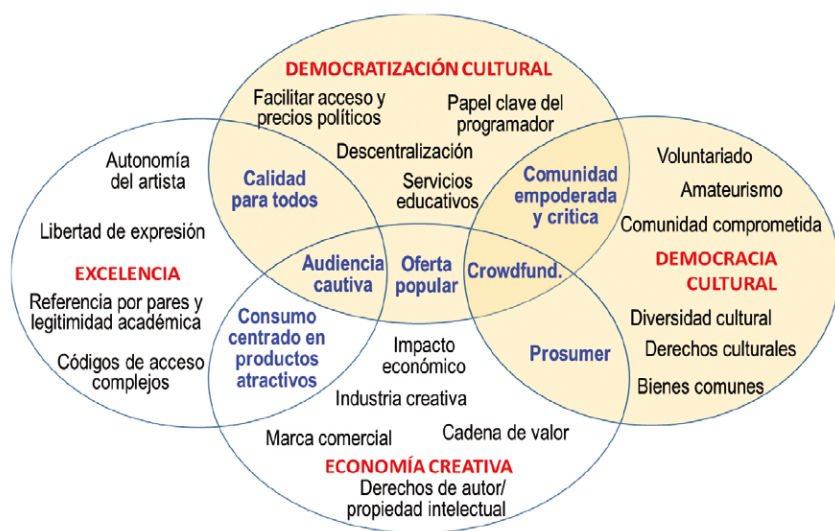 DEMOCRATIZACIÓN CULTURAL
Facilitar acceso y
precios políticos
Papel clave del
programador
Descentralización
Servicios
educativos
Calidad
para todos
Comunidad
empoderada
y critica
Autonomía
del artista
Libertad de expresión
EXCELENCIA
Referencia por pares y
legitimidad académica
Códigos de acceso
complejos
Audiencia
cautiva
Oferta
popular
Crowdfund.
Voluntariado
Amateurismo
Comunidad comprometida
DEMOCRACIA
CULTURAL
Diversidad cultural
Derechos culturales
Bienes comunes
Consumo
centrado en
productos
atractivos
Prosumer
Impacto
económico
Industria creativa
Marca comercial
Cadena de valor
ECONOMÍA CREATIVA
Derechos de autor/
propiedad intelectual